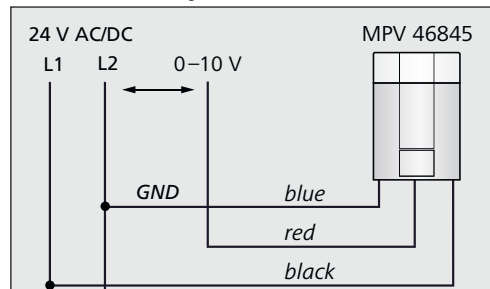 24 V AC/DC MPV 46845
L1 L2 0–10 V
GND blue
red
black